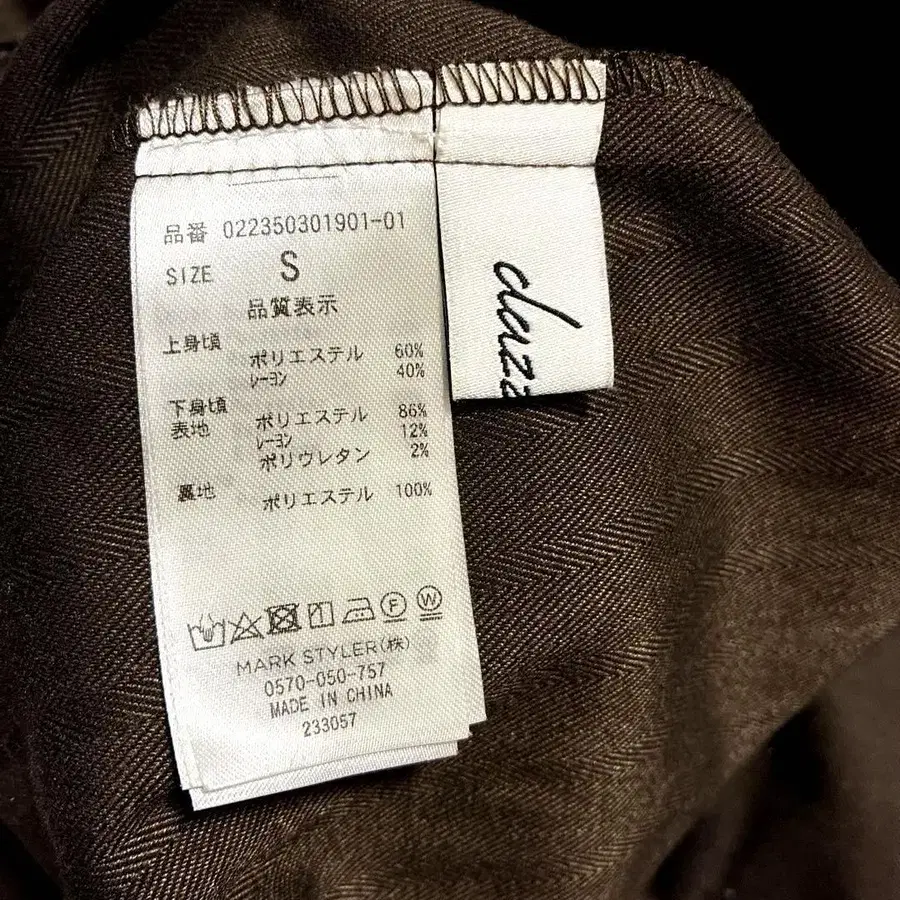 品番 022350301901-01
SIZE S
品質表示
上身頃
ポリエステル 60%
レーヨン 40%
下身頃
表地 ポリエステル 86%
レーヨン 12%
ポリウレタン 2%
裏地 ポリエステル 100%
F W
MARK STYLER(株)
0570-050-757
MADE IN CHINA
233057
dazz